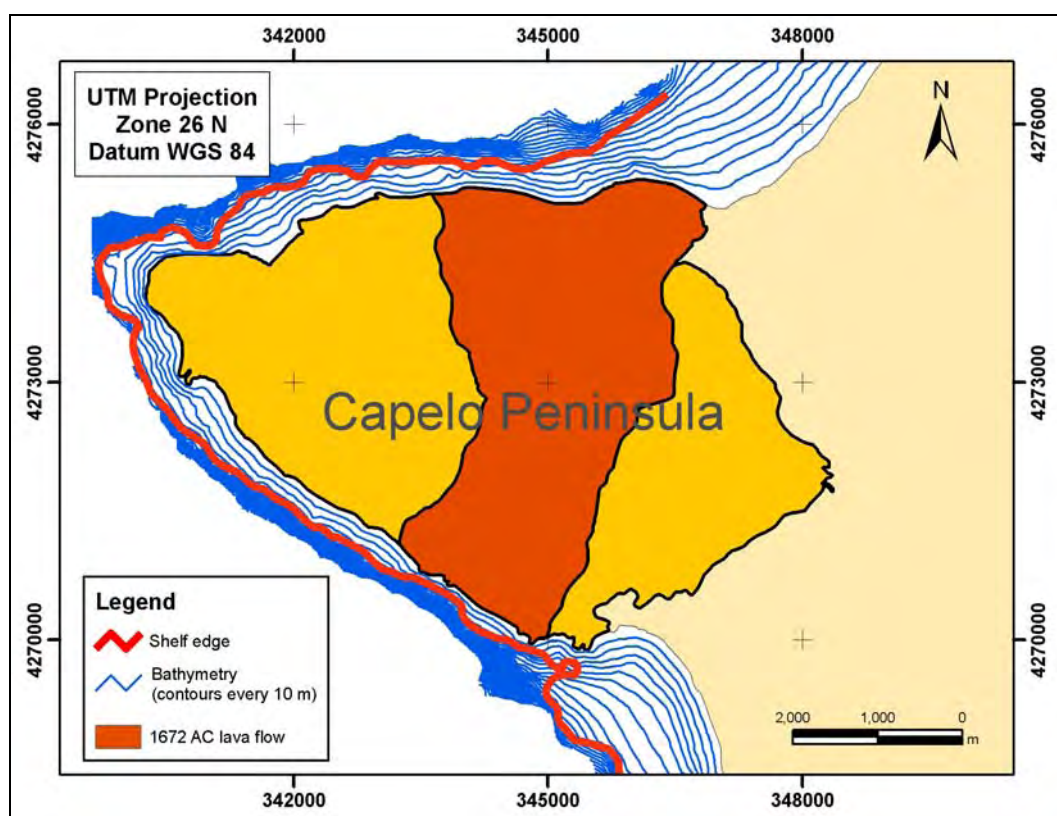 342000 345000 348000
UTM Projection
Zone 26 N
Datum WGS 84
N
4276000 4276000
4273000 4273000
Capelo Peninsula
Legend
Shelf edge
Bathymetry
(contours every 10 m)
1672 AC lava flow
4270000 4270000
2,000 1,000 0
m
342000 345000 348000